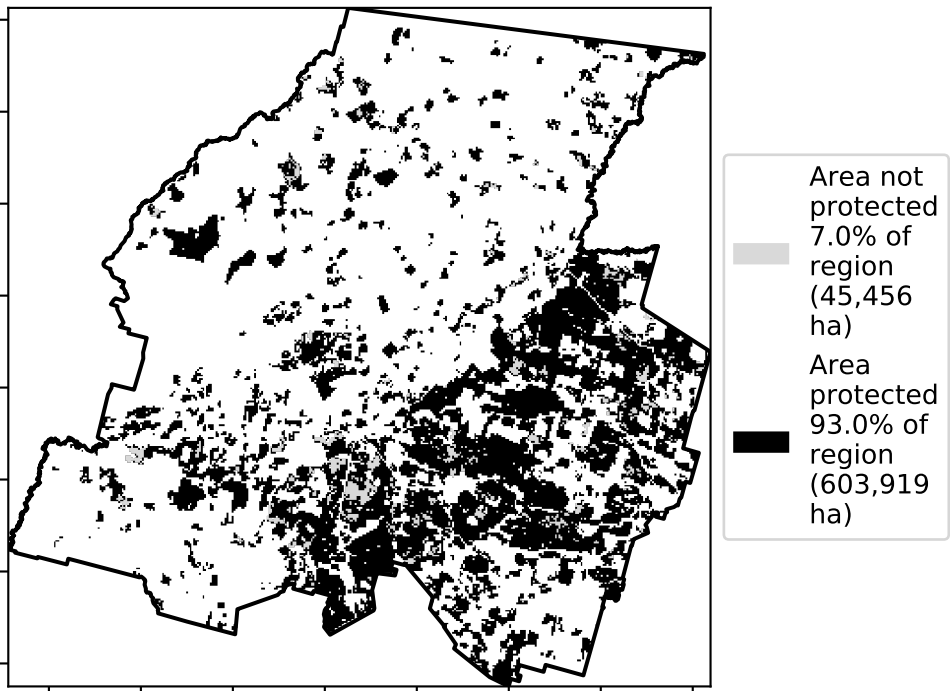 Area not
protected
7.0% of
region
(45,456
ha)
Area
protected
93.0% of
region
(603,919
ha)